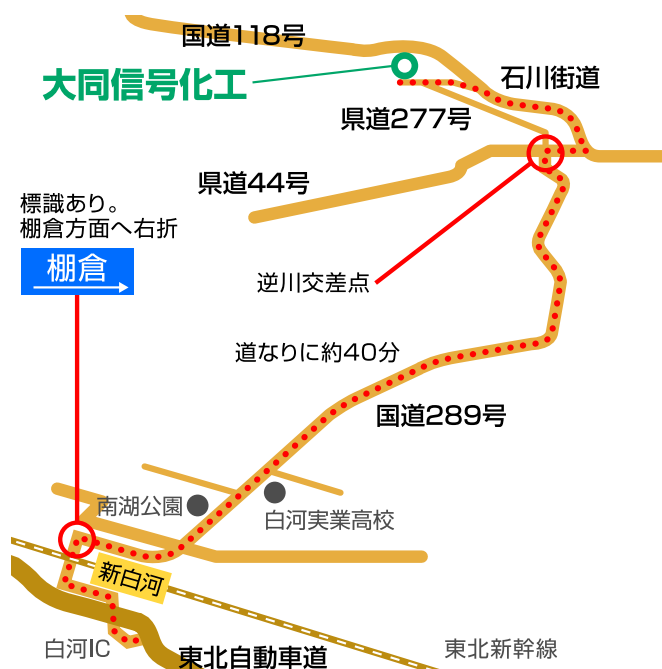 国道118号
大同信号化工
石川街道
県道277号
県道44号
標識あり。
棚倉方面へ右折
棚倉
逆川交差点
道なりに約40分
国道289号
南湖公園
白河実業高校
新白河
白河IC
東北自動車道
東北新幹線